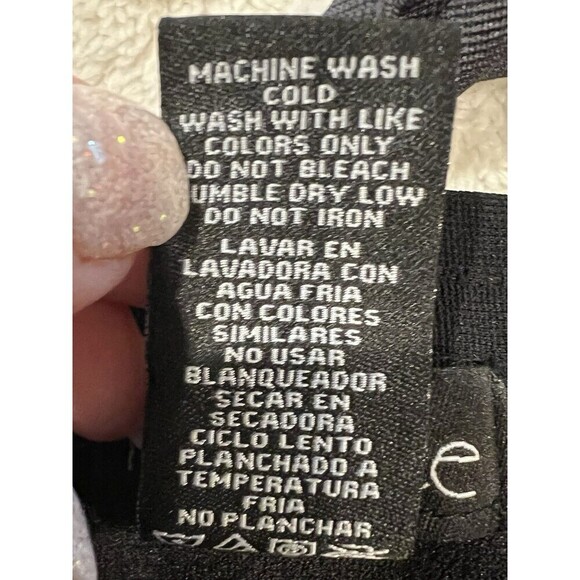 MACHINE WASH
COLD
WASH WITH LIKE
COLORS ONLY
DO NOT BLEACH
UMBLE DRY LOW
DO NOT IRON
LAVAR EN
LAVADORA CON
AGUA FRIA
CON COLORES
SIMILARES
NO USAR
BLANQUEADOR
SECAR EN
SECADORA
CICLO LENTO
PLANCHADO A
TEMPERATURA
FRIA
NO PLANCHAR
e